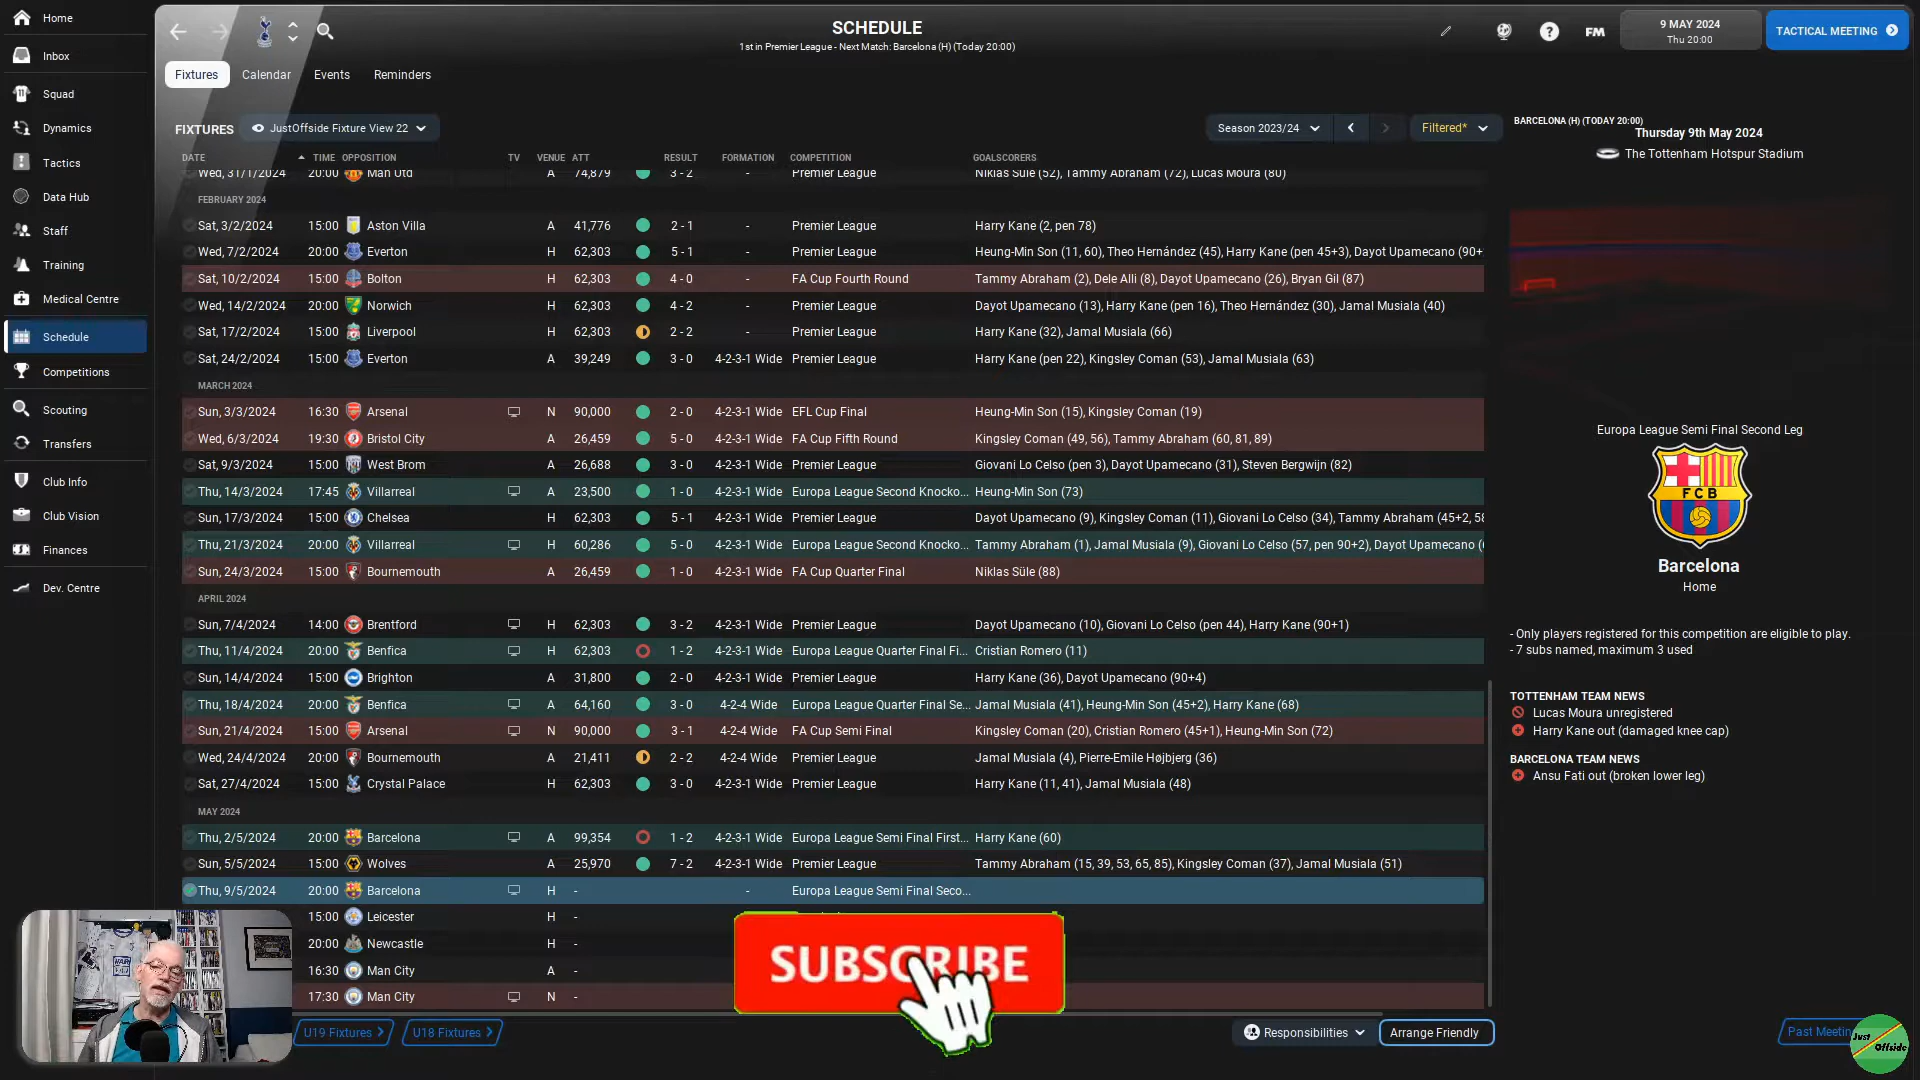 Home
Inbox
Squad
Dynamics
Tactics
Data Hub
Staff
Training
Medical Centre
Schedule
Competitions
Scouting
Transfers
Club Info
Club Vision
Finances
Dev. Centre
SCHEDULE
1st in Premier League - Next Match: Barcelona (H) (Today 20:00)
FM
9 MAY 2024
Thu 20:00
TACTICAL MEETING
Fixtures Calendar Events Reminders
FIXTURES JustOffside Fixture View 22 Season 2023/24 Filtered*
DATE TIME OPPOSITION TV VENUE ATT RESULT FORMATION COMPETITION GOALSCORERS
Wed, 31/1/2024 20:00 Man Utd A 74,879 3 - 2 - Premier League Niklas Süle (52), Tammy Abraham (72), Lucas Moura (80)
FEBRUARY 2024
Sat, 3/2/2024 15:00 Aston Villa A 41,776 2 - 1 - Premier League Harry Kane (2, pen 78)
Wed, 7/2/2024 20:00 Everton H 62,303 5 - 1 - Premier League Heung-Min Son (11, 60), Theo Hernández (45), Harry Kane (pen 45+3), Dayot Upamecano (90+
Sat, 10/2/2024 15:00 Bolton H 62,303 4 - 0 - FA Cup Fourth Round Tammy Abraham (2), Dele Alli (8), Dayot Upamecano (26), Bryan Gil (87)
Wed, 14/2/2024 20:00 Norwich H 62,303 4 - 2 - Premier League Dayot Upamecano (13), Harry Kane (pen 16), Theo Hernández (30), Jamal Musiala (40)
Sat, 17/2/2024 15:00 Liverpool H 62,303 2 - 2 - Premier League Harry Kane (32), Jamal Musiala (66)
Sat, 24/2/2024 15:00 Everton A 39,249 3 - 0 4-2-3-1 Wide Premier League Harry Kane (pen 22), Kingsley Coman (53), Jamal Musiala (63)
MARCH 2024
Sun, 3/3/2024 16:30 Arsenal N 90,000 2 - 0 4-2-3-1 Wide EFL Cup Final Heung-Min Son (15), Kingsley Coman (19)
Wed, 6/3/2024 19:30 Bristol City A 26,459 5 - 0 4-2-3-1 Wide FA Cup Fifth Round Kingsley Coman (49, 56), Tammy Abraham (60, 81, 89)
Sat, 9/3/2024 15:00 West Brom A 26,688 3 - 0 4-2-3-1 Wide Premier League Giovani Lo Celso (pen 3), Dayot Upamecano (31), Steven Bergwijn (82)
Thu, 14/3/2024 17:45 Villarreal A 23,500 1 - 0 4-2-3-1 Wide Europa League Second Knocko... Heung-Min Son (73)
Sun, 17/3/2024 15:00 Chelsea H 62,303 5 - 1 4-2-3-1 Wide Premier League Dayot Upamecano (9), Kingsley Coman (11), Giovani Lo Celso (34), Tammy Abraham (45+2, 58
Thu, 21/3/2024 20:00 Villarreal H 60,286 5 - 0 4-2-3-1 Wide Europa League Second Knocko... Tammy Abraham (1), Jamal Musiala (9), Giovani Lo Celso (57, pen 90+2), Dayot Upamecano (
Sun, 24/3/2024 15:00 Bournemouth A 26,459 1 - 0 4-2-3-1 Wide FA Cup Quarter Final Niklas Süle (88)
APRIL 2024
Sun, 7/4/2024 14:00 Brentford H 62,303 3 - 2 4-2-3-1 Wide Premier League Dayot Upamecano (10), Giovani Lo Celso (pen 44), Harry Kane (90+1)
Thu, 11/4/2024 20:00 Benfica H 62,303 1 - 2 4-2-3-1 Wide Europa League Quarter Final Fi... Cristian Romero (11)
Sun, 14/4/2024 15:00 Brighton A 31,800 2 - 0 4-2-3-1 Wide Premier League Harry Kane (36), Dayot Upamecano (90+4)
Thu, 18/4/2024 20:00 Benfica A 64,160 3 - 0 4-2-4 Wide Europa League Quarter Final Se... Jamal Musiala (41), Heung-Min Son (45+2), Harry Kane (68)
Sun, 21/4/2024 15:00 Arsenal N 90,000 3 - 1 4-2-4 Wide FA Cup Semi Final Kingsley Coman (20), Cristian Romero (45+1), Heung-Min Son (72)
Wed, 24/4/2024 20:00 Bournemouth A 21,411 2 - 2 4-2-4 Wide Premier League Jamal Musiala (4), Pierre-Emile Højbjerg (36)
Sat, 27/4/2024 15:00 Crystal Palace H 62,303 3 - 0 4-2-3-1 Wide Premier League Harry Kane (11, 41), Jamal Musiala (48)
MAY 2024
Thu, 2/5/2024 20:00 Barcelona A 99,354 1 - 2 4-2-3-1 Wide Europa League Semi Final First... Harry Kane (60)
Sun, 5/5/2024 15:00 Wolves A 25,970 7 - 2 4-2-3-1 Wide Premier League Tammy Abraham (15, 39, 53, 65, 85), Kingsley Coman (37), Jamal Musiala (51)
Thu, 9/5/2024 20:00 Barcelona H - - Europa League Semi Final Seco...
15:00 Leicester H -
20:00 Newcastle H -
16:30 Man City A -
17:30 Man City N -
SUBSCRIBE
U19 Fixtures U18 Fixtures Responsibilities Arrange Friendly
BARCELONA (H) (TODAY 20:00)
Thursday 9th May 2024
The Tottenham Hotspur Stadium
Europa League Semi Final Second Leg
FCB
Barcelona
Home
- Only players registered for this competition are eligible to play.
- 7 subs named, maximum 3 used
TOTTENHAM TEAM NEWS
Lucas Moura unregistered
Harry Kane out (damaged knee cap)
BARCELONA TEAM NEWS
Ansu Fati out (broken lower leg)
Past Meetin
Just
Offside